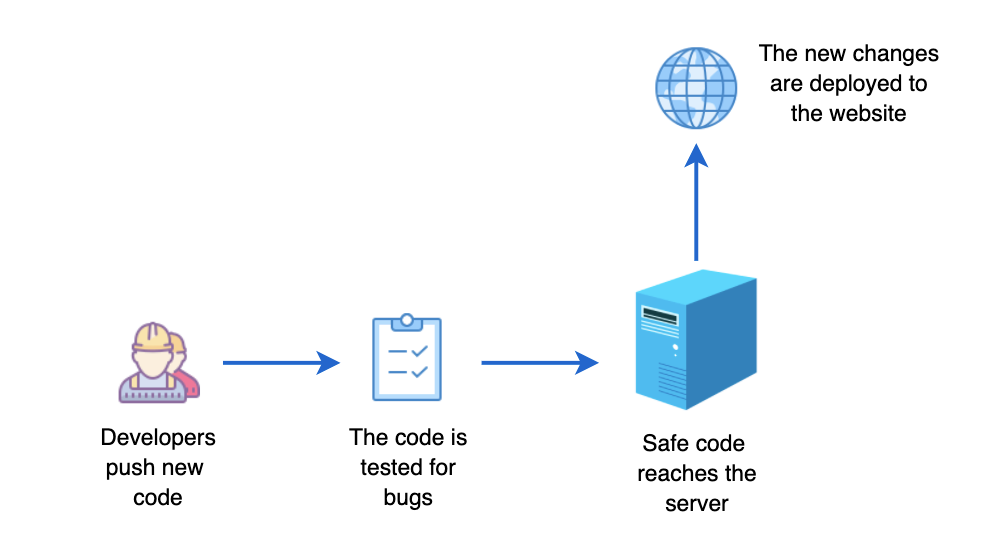 The new changes
are deployed to
the website
Developers
push new
code
The code is
tested for
bugs
Safe code
reaches the
server